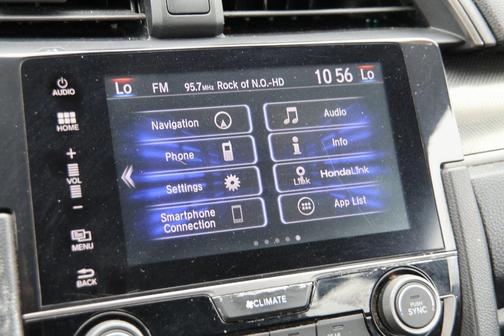 AUDIO
HOME
+
VOL
−
MENU
BACK
Lo FM 95.7MHz Rock of N.O.-HD 10 56 Lo
Navigation
Audio
Phone
Info
Settings
Link HondaLink
Smartphone
Connection
App List
CLIMATE
PUSH
SYNC